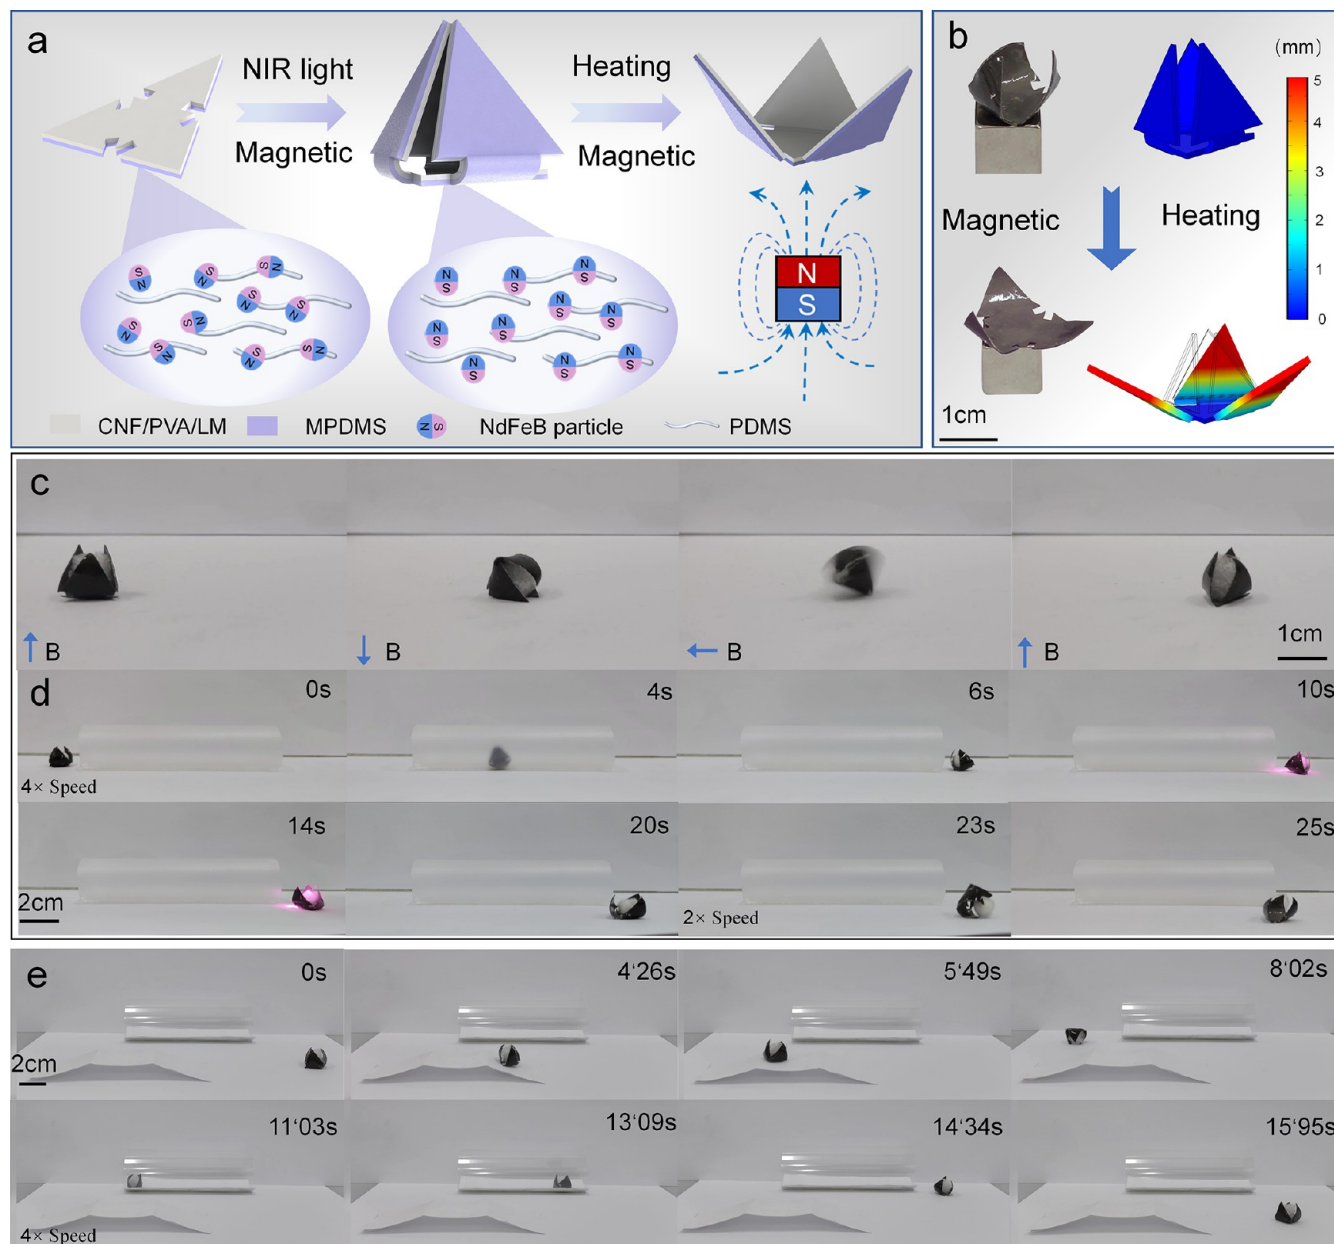 a
NIR light
Magnetic
Heating
Magnetic
N
S
CNF/PVA/LM
MPDMS
N S
NdFeB particle
PDMS
b
(mm)
5
4
3
2
1
0
Magnetic
Heating
1cm
c
B
B
B
B
1cm
d
0s
4s
6s
10s
4× Speed
14s
20s
23s
25s
2cm
2× Speed
e
0s
4‘26s
5‘49s
8‘02s
2cm
11‘03s
13‘09s
14‘34s
15‘95s
4× Speed